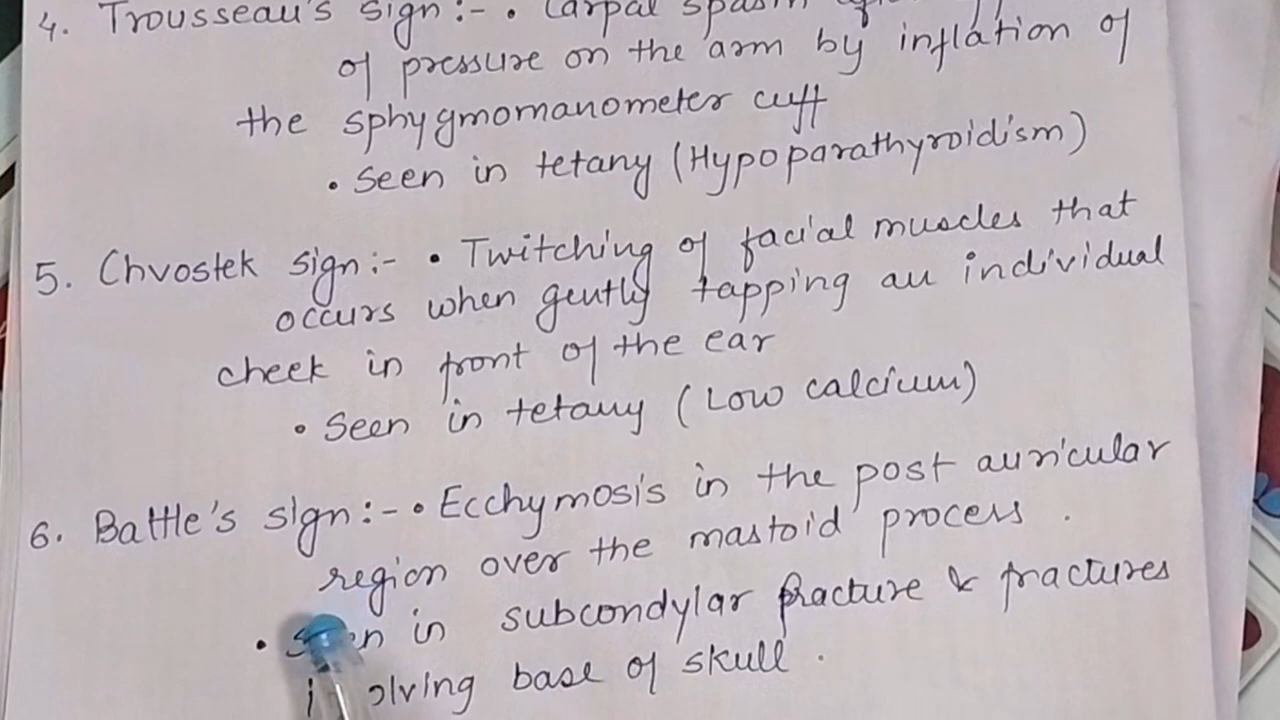 4. Trousseau's sign:- • Carpal spasm
of pressure on the arm by inflation of
the sphygmomanometer cuff
• Seen in tetany (Hypoparathyroidism)
5. Chvostek sign:- • Twitching of facial muscles that
occurs when gently tapping an individual
cheek in front of the ear
• Seen in tetany (Low calcium)
6. Battle's sign:- • Ecchymosis in the post auricular
region over the mastoid process.
• in subcondylar fracture & fractures
base of skull.